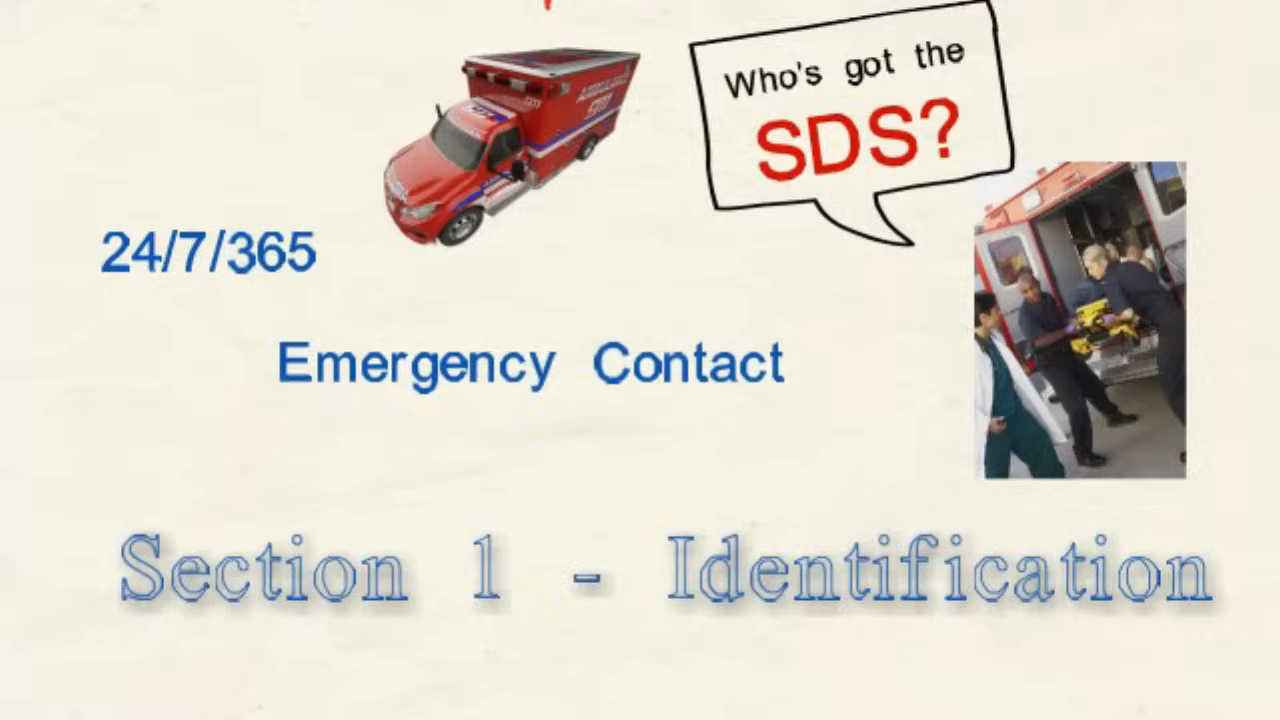 Who's got the
SDS?
24/7/365
Emergency Contact
Section 1 - Identification